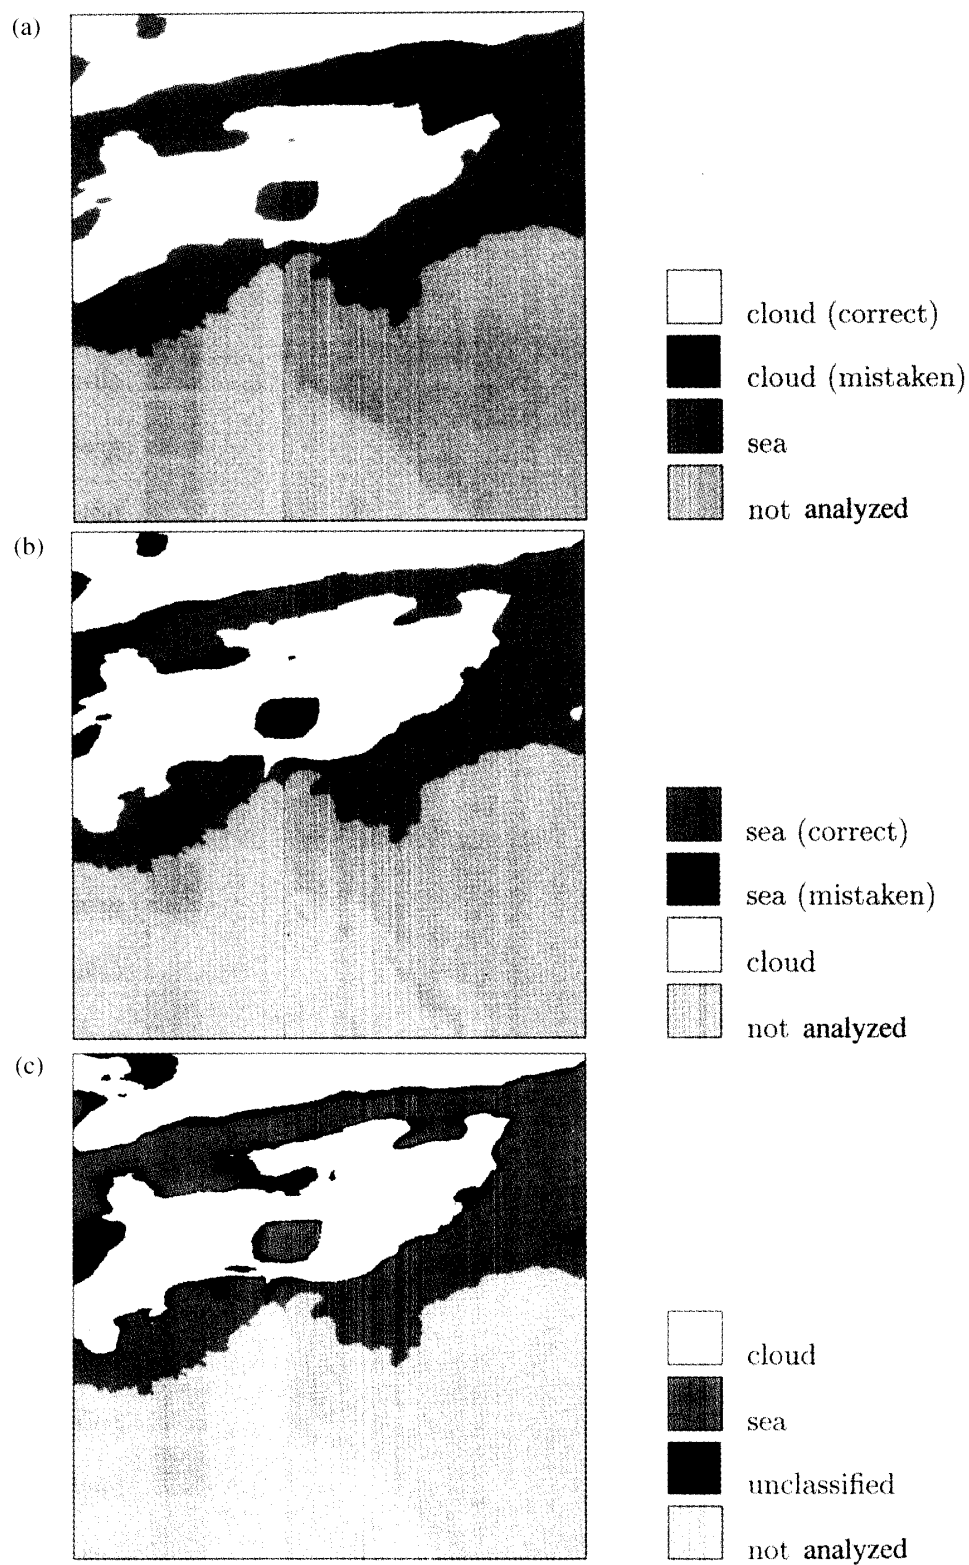 (a)
cloud (correct)
cloud (mistaken)
sea
not analyzed
(b)
sea (correct)
sea (mistaken)
cloud
not analyzed
(c)
cloud
sea
unclassified
not analyzed